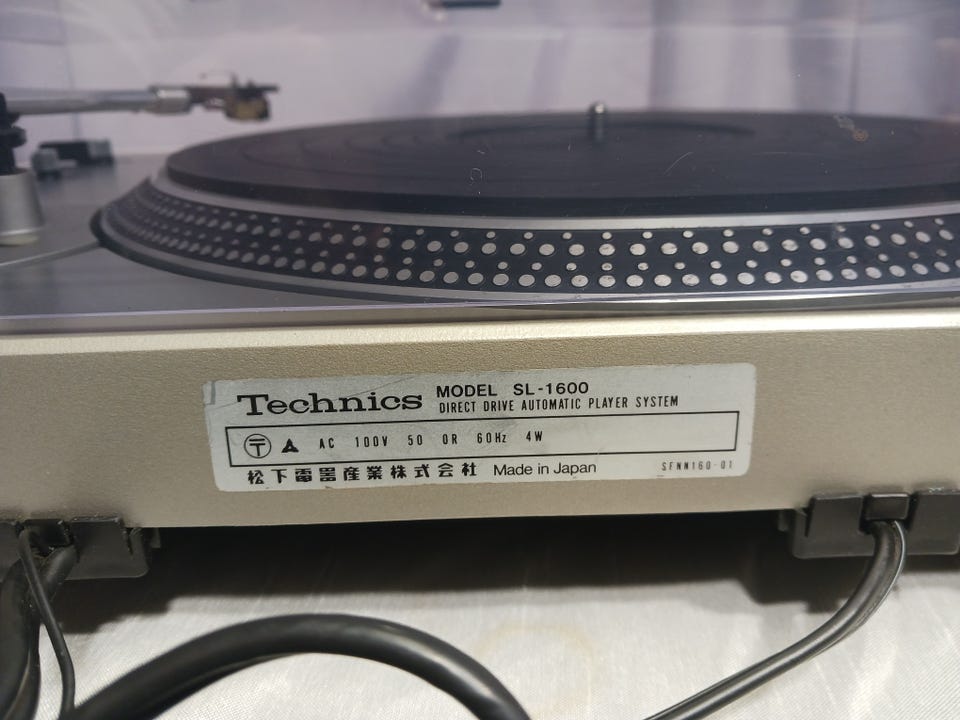 Technics
MODEL SL-1600
DIRECT DRIVE AUTOMATIC PLAYER SYSTEM
〒 ▲ AC 100V 50 OR 60Hz 4W
松下電器産業株式会社 Made in Japan
SFNN160-01